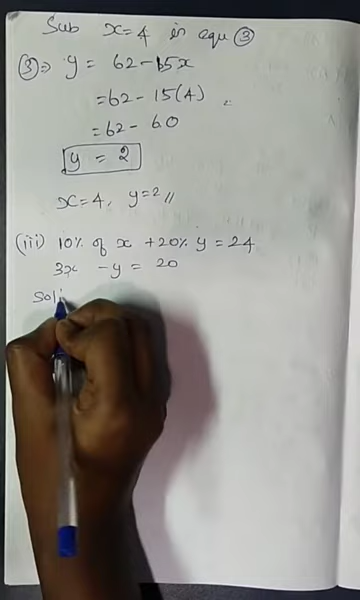 Sub x=4 in equ ③
③⇒ y = 62-15x
=62-15(4)
=62-60
y = 2
x=4, y=2//
(iii) 10% of x +20% y = 24
3x -y = 20
Soli